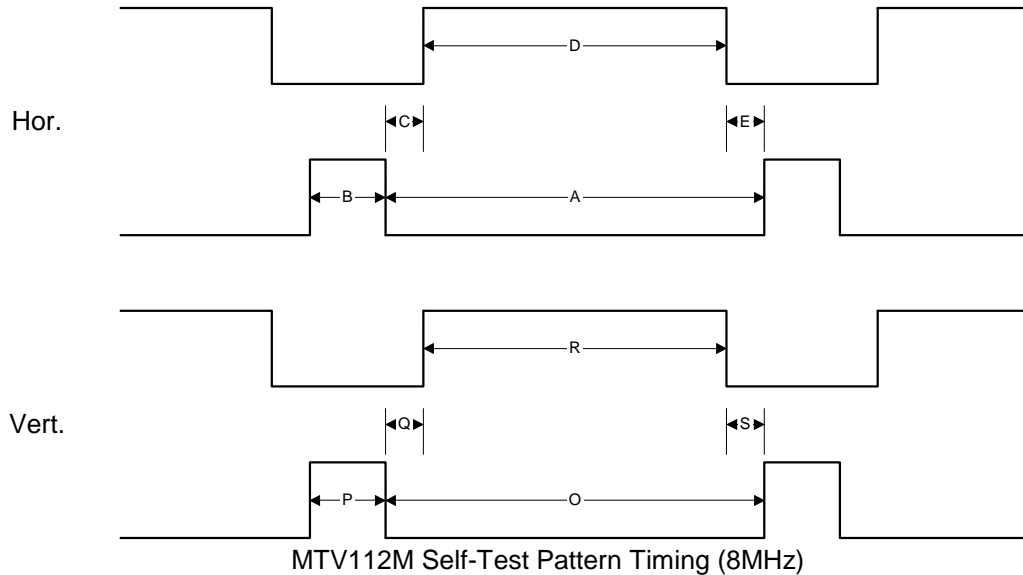 D
Hor.
C
E
B
A
R
Vert.
Q
S
P
O
MTV112M Self-Test Pattern Timing (8MHz)